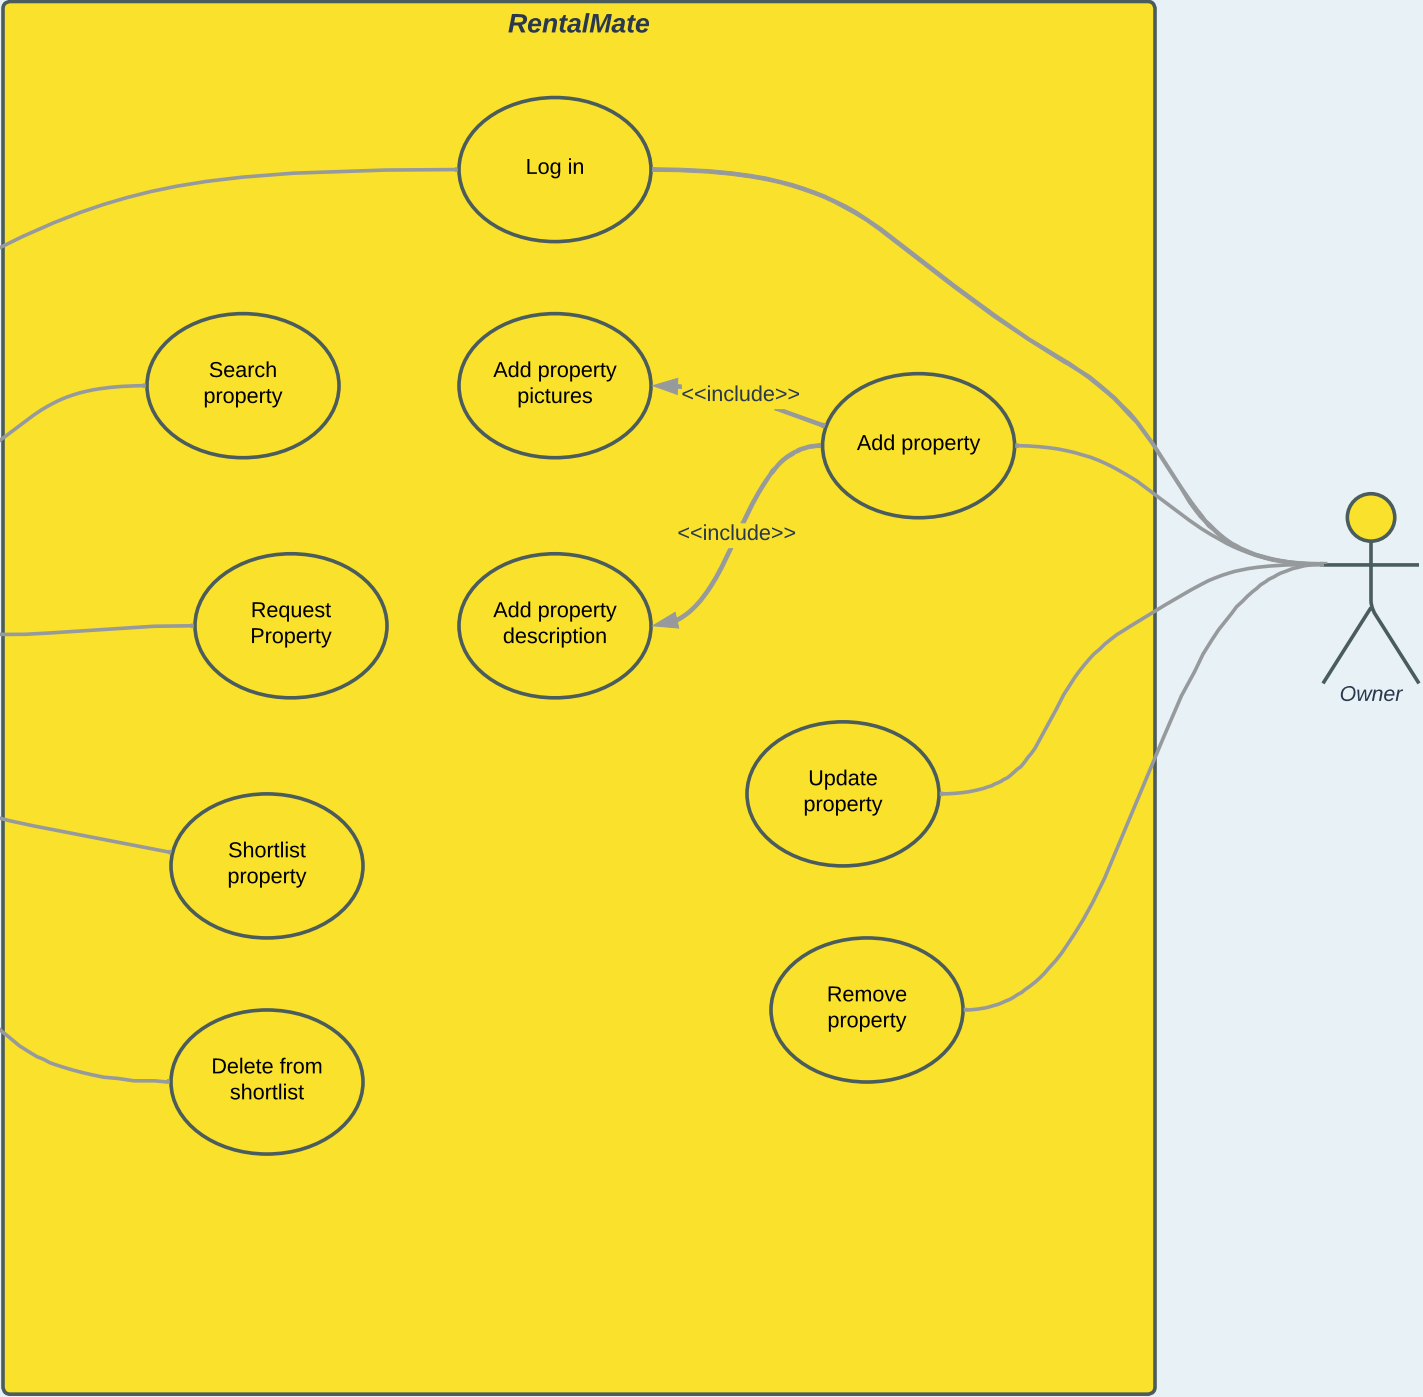 RentalMate
Log in
Search
property
Add property
pictures
<<include>>
Add property
<<include>>
Request
Property
Add property
description
Owner
Update
property
Shortlist
property
Remove
property
Delete from
shortlist